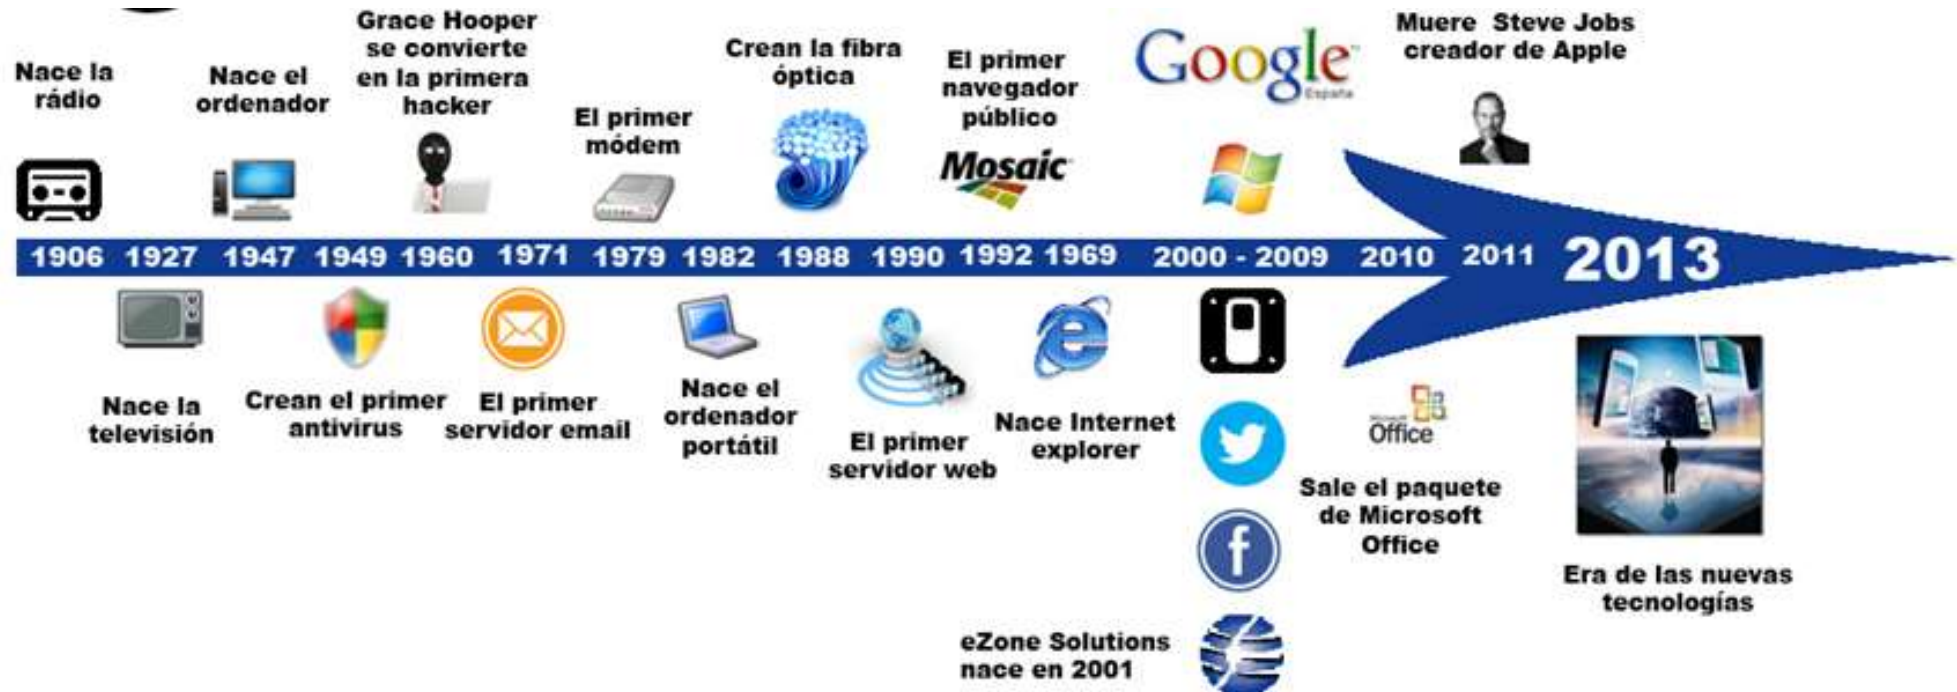 Nace la
rádio
Nace el
ordenador
Grace Hooper
se convierte
en la primera
hacker
El primer
módem
Crean la fibra
óptica
El primer
navegador
público
Mosaic
Google
España
Muere Steve Jobs
creador de Apple
1906 1927 1947 1949 1960 1971 1979 1982 1988 1990 1992 1969 2000 - 2009 2010 2011 2013
Nace la
televisión
Crean el primer
antivirus
El primer
servidor email
Nace el
ordenador
portátil
El primer
servidor web
Nace Internet
explorer
Microsoft
Office
Sale el paquete
de Microsoft
Office
Era de las nuevas
tecnologías
eZone Solutions
nace en 2001